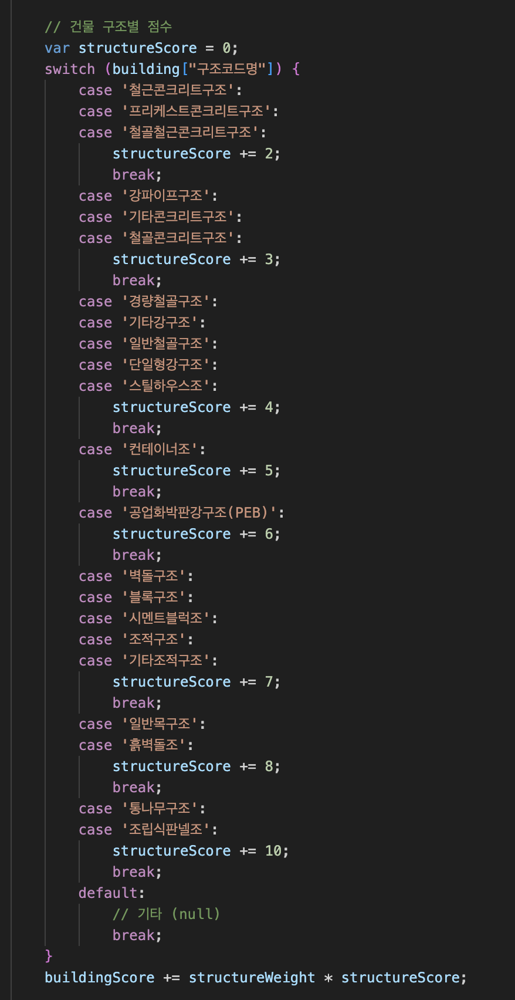 // 건물 구조별 점수
var structureScore = 0;
switch (building["구조코드명"]) {
case '철근콘크리트구조':
case '프리케스트콘크리트구조':
case '철골철근콘크리트구조':
structureScore += 2;
break;
case '강파이프구조':
case '기타콘크리트구조':
case '철골콘크리트구조':
structureScore += 3;
break;
case '경량철골구조':
case '기타강구조':
case '일반철골구조':
case '단일형강구조':
case '스틸하우스조':
structureScore += 4;
break;
case '컨테이너조':
structureScore += 5;
break;
case '공업화박판강구조(PEB)':
structureScore += 6;
break;
case '벽돌구조':
case '블록구조':
case '시멘트블럭조':
case '조적구조':
case '기타조적구조':
structureScore += 7;
break;
case '일반목구조':
case '흙벽돌조':
structureScore += 8;
break;
case '통나무구조':
case '조립식판넬조':
structureScore += 10;
break;
default:
// 기타 (null)
break;
}
buildingScore += structureWeight * structureScore;